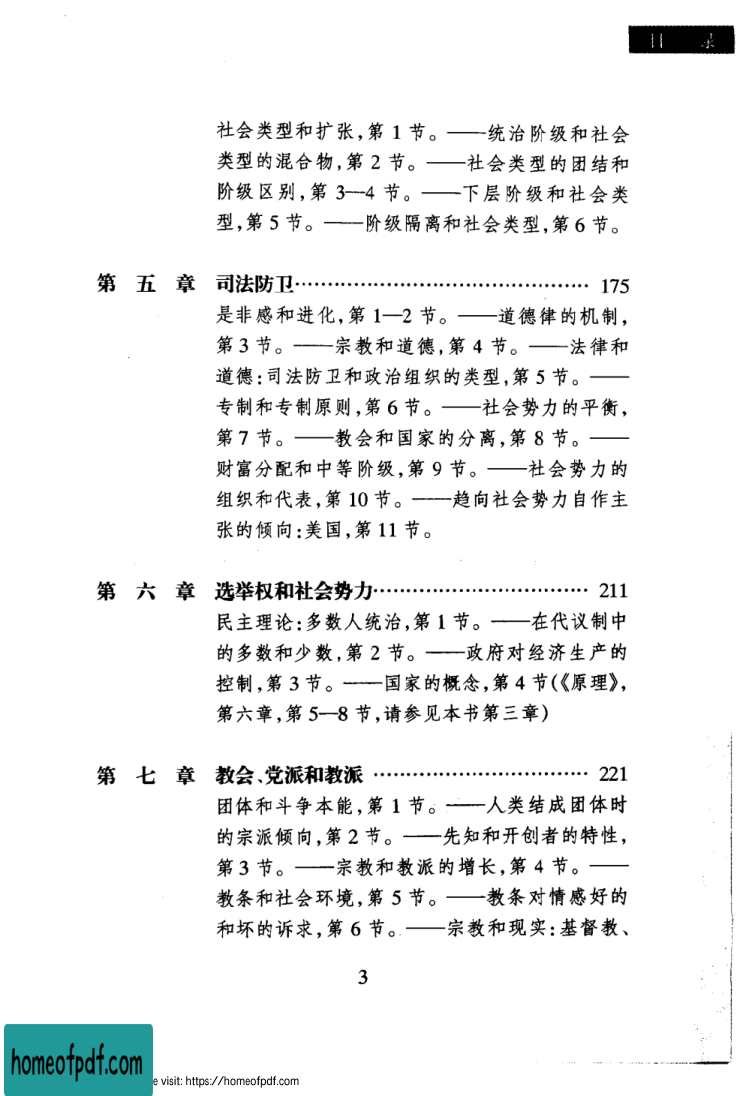 目 录
社会类型和扩张,第 1 节。——统治阶级和社会
类型的混合物,第 2 节。——社会类型的团结和
阶级区别,第 3—4 节。——下层阶级和社会类
型,第 5 节。——阶级隔离和社会类型,第 6 节。
第 五 章 司法防卫………………………………… 175
是非感和进化,第 1—2 节。——道德律的机制,
第 3 节。——宗教和道德,第 4 节。——法律和
道德:司法防卫和政治组织的类型,第 5 节。——
专制和专制原则,第 6 节。——社会势力的平衡,
第 7 节。——教会和国家的分离,第 8 节。——
财富分配和中等阶级,第 9 节。——社会势力的
组织和代表,第 10 节。——趋向社会势力自作主
张的倾向:美国,第 11 节。
第 六 章 选举权和社会势力………………………… 211
民主理论:多数人统治,第 1 节。——在代议制中
的多数和少数,第 2 节。——政府对经济生产的
控制,第 3 节。——国家的概念,第 4 节(《原理》,
第六章,第 5—8 节,请参见本书第三章)
第 七 章 教会、党派和教派 ………………………… 221
团体和斗争本能,第 1 节。——人类结成团体时
的宗派倾向,第 2 节。——先知和开创者的特性,
第 3 节。——宗教和教派的增长,第 4 节。——
教条和社会环境,第 5 节。——教条对情感好的
和坏的诉求,第 6 节。——宗教和现实:基督教、
3
homeofpdf.com
e visit: https://homeofpdf.com